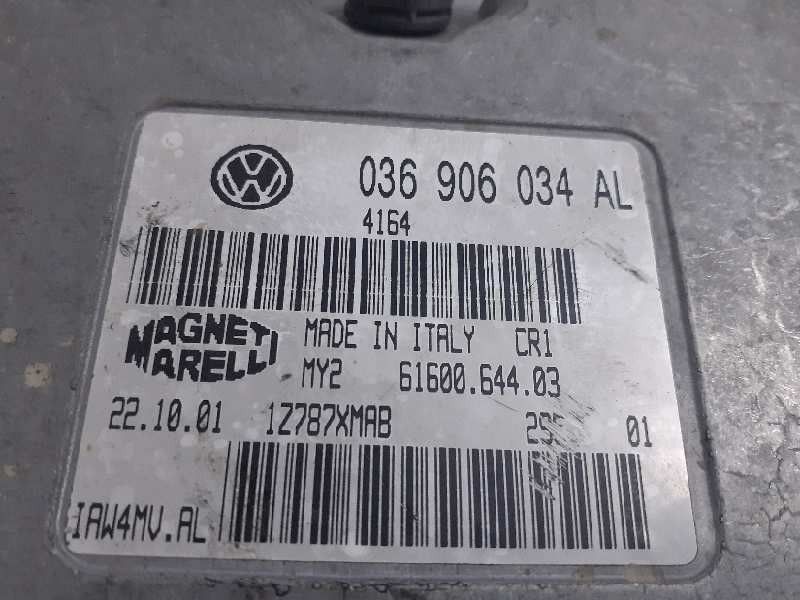 036 906 034 AL
4164
MAGNETI MARELLI
MADE IN ITALY CR1
MY2 61600.644.03
22.10.01 1Z787XMAB 01
IAW4MV.AL